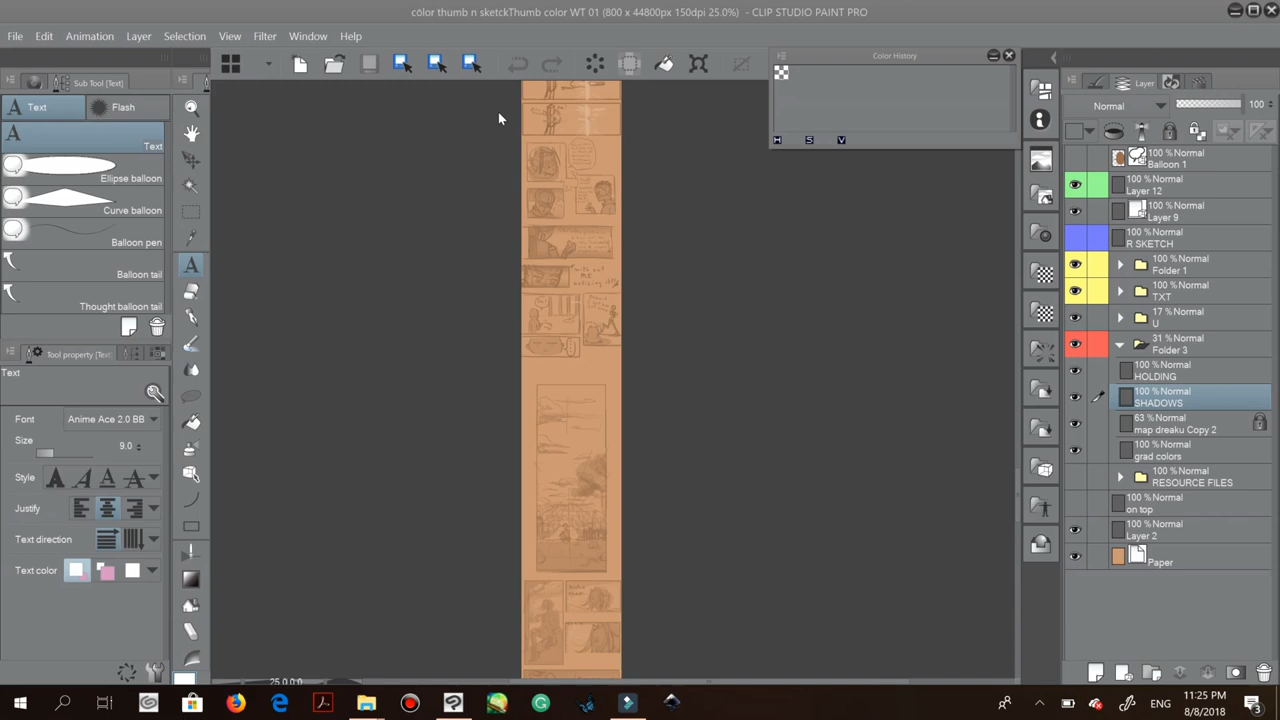 color thumb n sketckThumb color WT 01 (800 x 44800px 150dpi 25.0%) - CLIP STUDIO PAINT PRO
File Edit Animation Layer Selection View Filter Window Help
Sub Tool [Text]
Text Flash
Text
Ellipse balloon
Curve balloon
Balloon pen
Balloon tail
Thought balloon tail
Tool property [Text]
Text
Font Anime Ace 2.0 BB
Size 9.0
Style
Justify
Text direction
Text color
Color History
H S V
Layer
Normal 100
100 % Normal
Balloon 1
100 % Normal
Layer 12
100 % Normal
Layer 9
100 % Normal
R SKETCH
100 % Normal
Folder 1
100 % Normal
TXT
17 % Normal
U
31 % Normal
Folder 3
100 % Normal
HOLDING
100 % Normal
SHADOWS
63 % Normal
map dreaku Copy 2
100 % Normal
grad colors
100 % Normal
RESOURCE FILES
100 % Normal
on top
100 % Normal
Layer 2
Paper
ENG
11:25 PM
8/8/2018
3